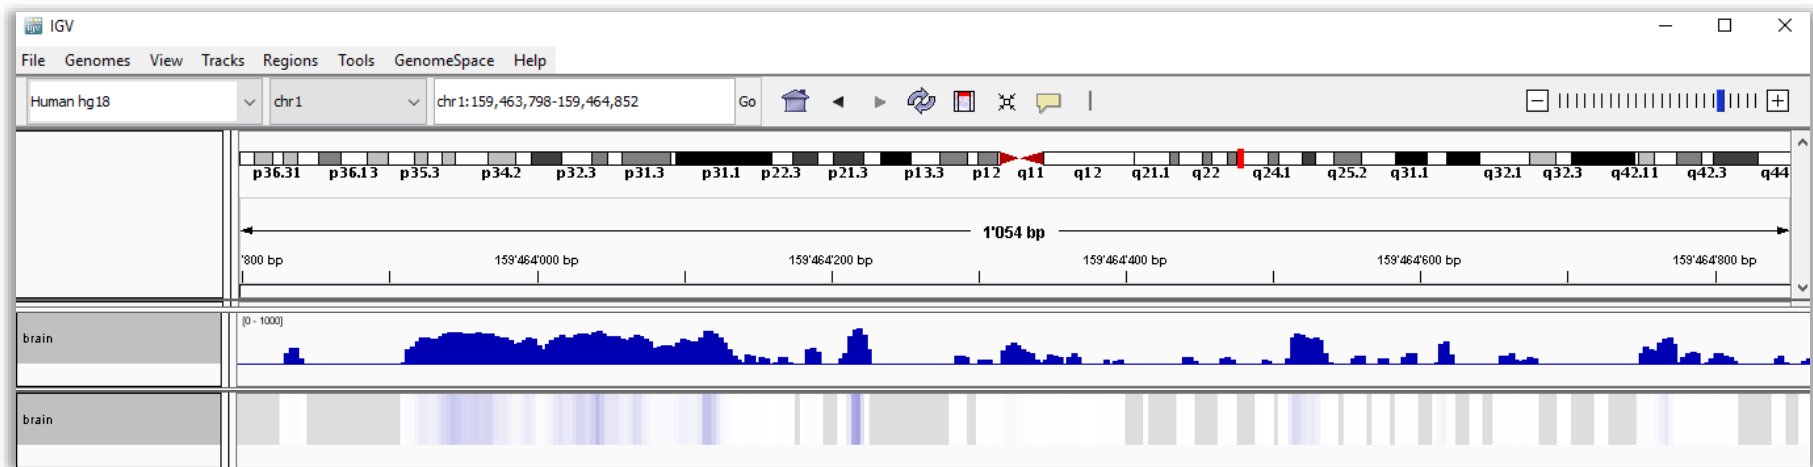 IGV
File Genomes View Tracks Regions Tools GenomeSpace Help
Human hg18 chr1 chr1:159,463,798-159,464,852 Go
p36.31 p36.13 p35.3 p34.2 p32.3 p31.3 p31.1 p22.3 p21.3 p13.3 p12 q11 q12 q21.1 q22 q24.1 q25.2 q31.1 q32.1 q32.3 q42.11 q42.3 q44
1'054 bp
'800 bp 159'464'000 bp 159'464'200 bp 159'464'400 bp 159'464'600 bp 159'464'800 bp
[0 - 1000]
brain
brain